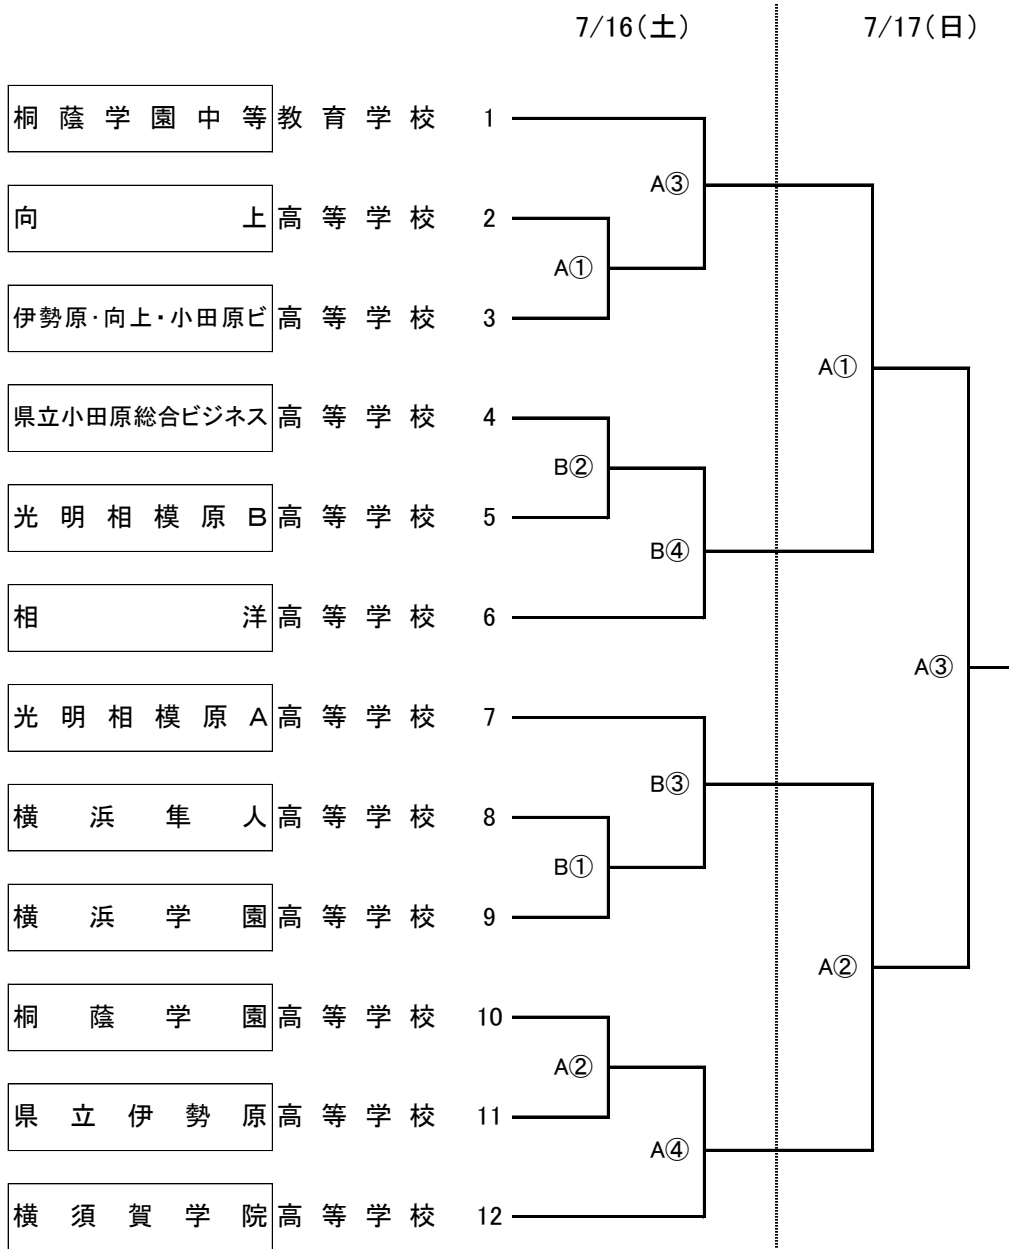 7/16(土) 7/17(日)
桐蔭学園中等教育学校 1
A③
向上高等学校 2
A①
伊勢原・向上・小田原ビ高等学校 3
A①
県立小田原総合ビジネス高等学校 4
B②
光明相模原B高等学校 5
B④
相洋高等学校 6
A③
光明相模原A高等学校 7
B③
横浜隼人高等学校 8
B①
横浜学園高等学校 9
A②
桐蔭学園高等学校 10
A②
県立伊勢原高等学校 11
A④
横須賀学院高等学校 12